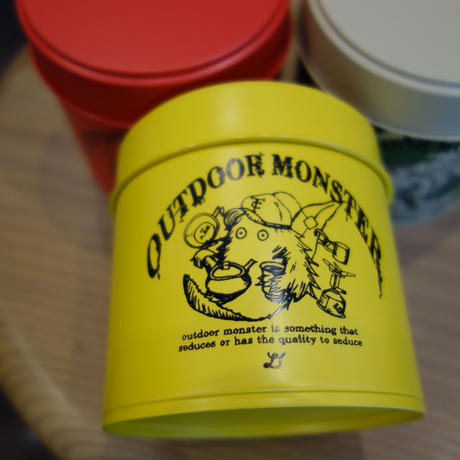 OUTDOOR MONSTER
outdoor monster is something that
seduces or has the quality to seduce